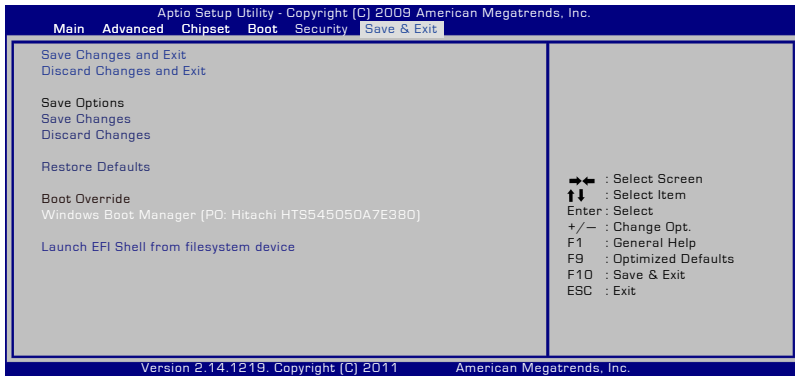 Aptio Setup Utility - Copyright (C) 2009 American Megatrends, Inc.
Main Advanced Chipset Boot Security Save & Exit
Save Changes and Exit
Discard Changes and Exit
Save Options
Save Changes
Discard Changes
Restore Defaults
Boot Override
Windows Boot Manager (PO: Hitachi HTS545050A7E380)
Launch EFI Shell from filesystem device
→← : Select Screen
↑↓ : Select Item
Enter : Select
+/— : Change Opt.
F1 : General Help
F9 : Optimized Defaults
F10 : Save & Exit
ESC : Exit
Version 2.14.1219. Copyright (C) 2011 American Megatrends, Inc.